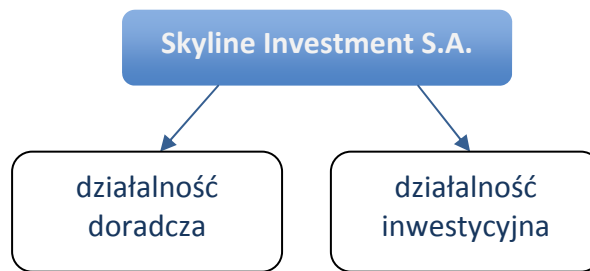 Skyline Investment S.A.
działalność
doradcza
działalność
inwestycyjna